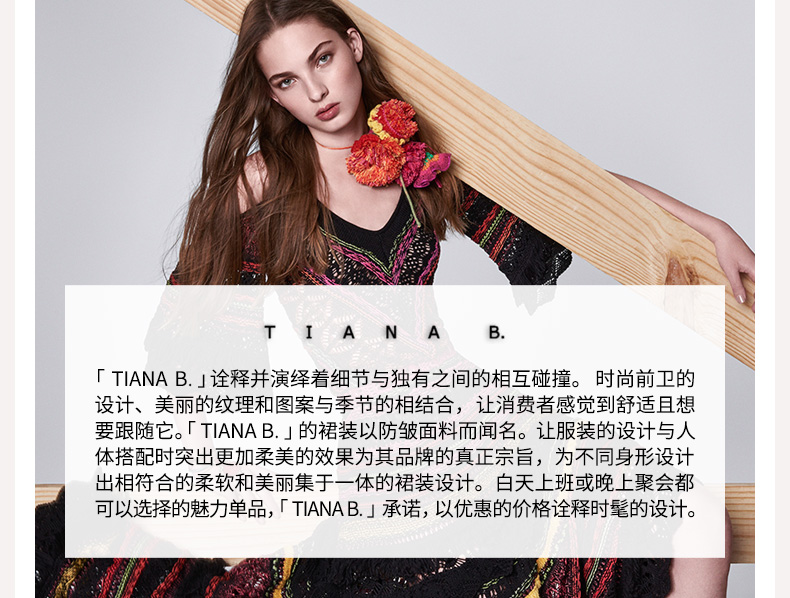 TIANA B.
「 TIANA B. 」诠释并演绎着细节与独有之间的相互碰撞。 时尚前卫的
设计、美丽的纹理和图案与季节的相结合，让消费者感觉到舒适且想
要跟随它。「 TIANA B. 」的裙装以防皱面料而闻名。让服装的设计与人
体搭配时突出更加柔美的效果为其品牌的真正宗旨，为不同身形设计
出相符合的柔软和美丽集于一体的裙装设计。白天上班或晚上聚会都
可以选择的魅力单品，「 TIANA B. 」承诺，以优惠的价格诠释时髦的设计。